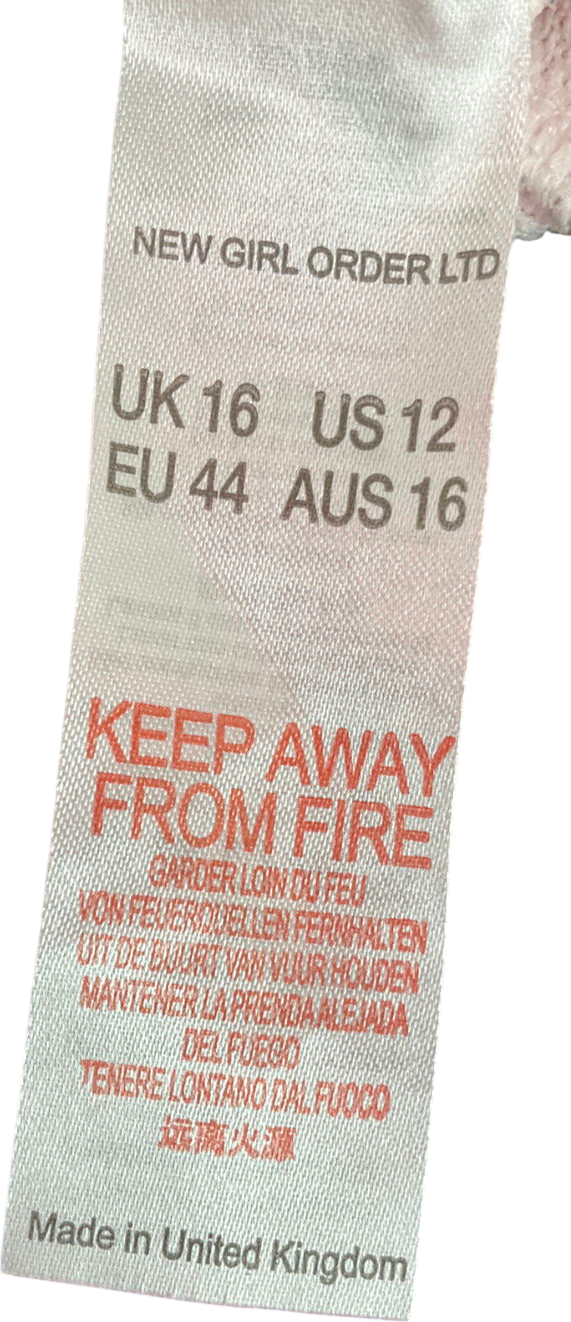 NEW GIRL ORDER LTD
UK 16 US 12
EU 44 AUS 16
KEEP AWAY
FROM FIRE
GARDER LOIN DU FEU
VON FEUERQUELLEN FERNHALTEN
UIT DE BUURT VAN VUUR HOUDEN
MANTENER LA PRENDA ALEJADA
DEL FUEGO
TENERE LONTANO DAL FUOCO
远离火源
Made in United Kingdom